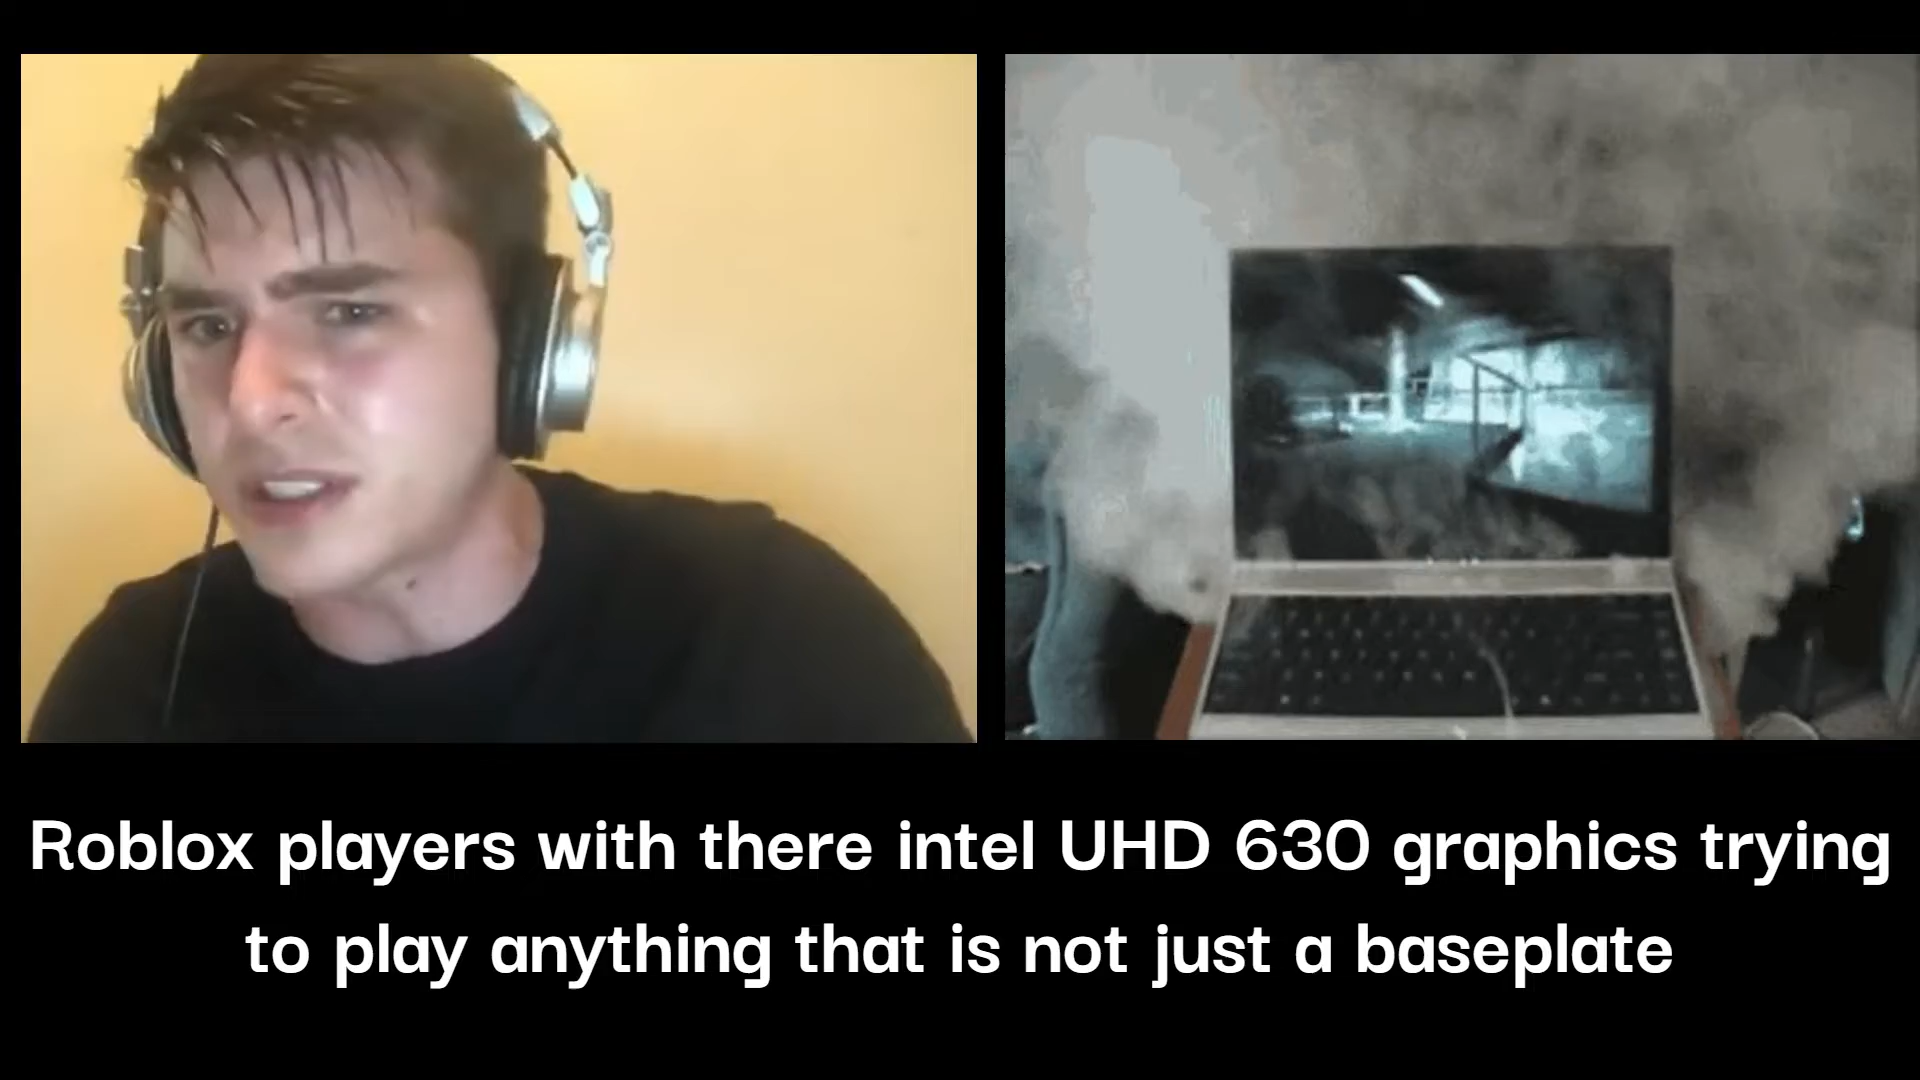 Roblox players with there intel UHD 630 graphics trying
to play anything that is not just a baseplate